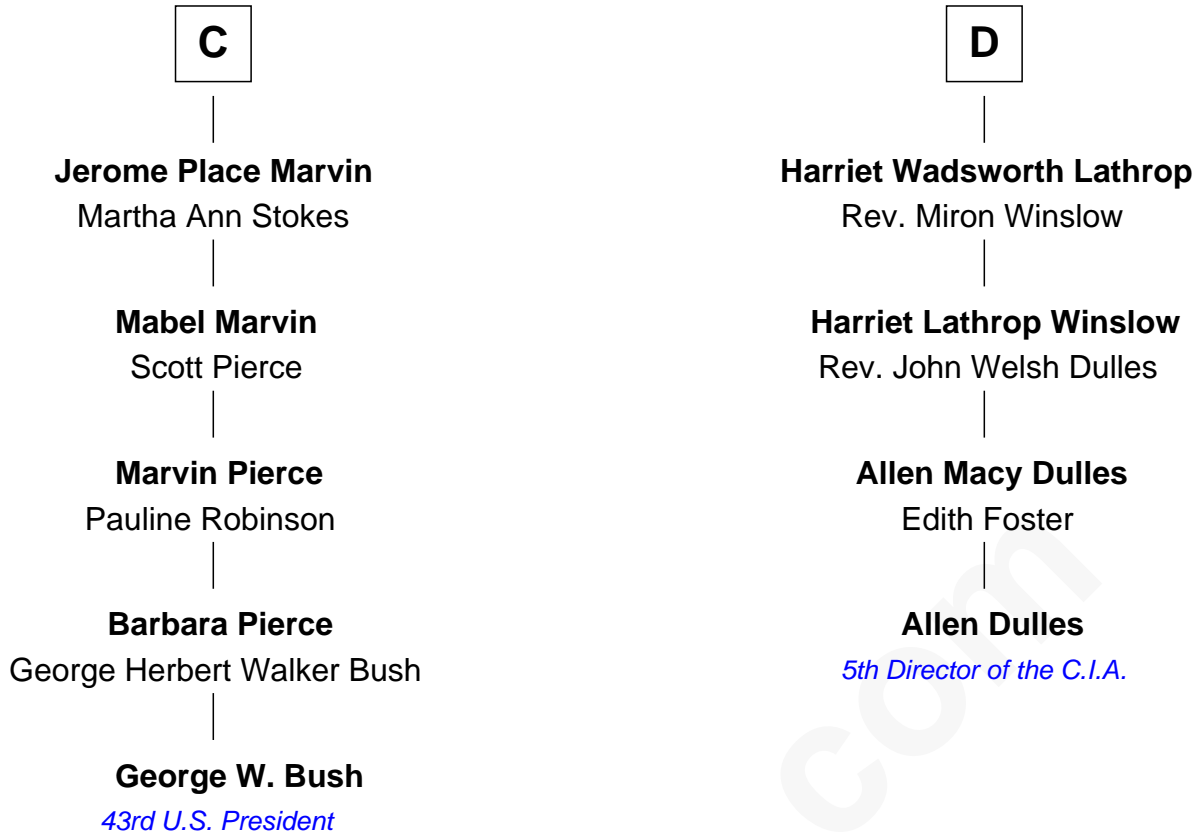 C
Jerome Place Marvin
Martha Ann Stokes
Mabel Marvin
Scott Pierce
Marvin Pierce
Pauline Robinson
Barbara Pierce
George Herbert Walker Bush
George W. Bush
43rd U.S. President
D
Harriet Wadsworth Lathrop
Rev. Miron Winslow
Harriet Lathrop Winslow
Rev. John Welsh Dulles
Allen Macy Dulles
Edith Foster
Allen Dulles
5th Director of the C.I.A.
com